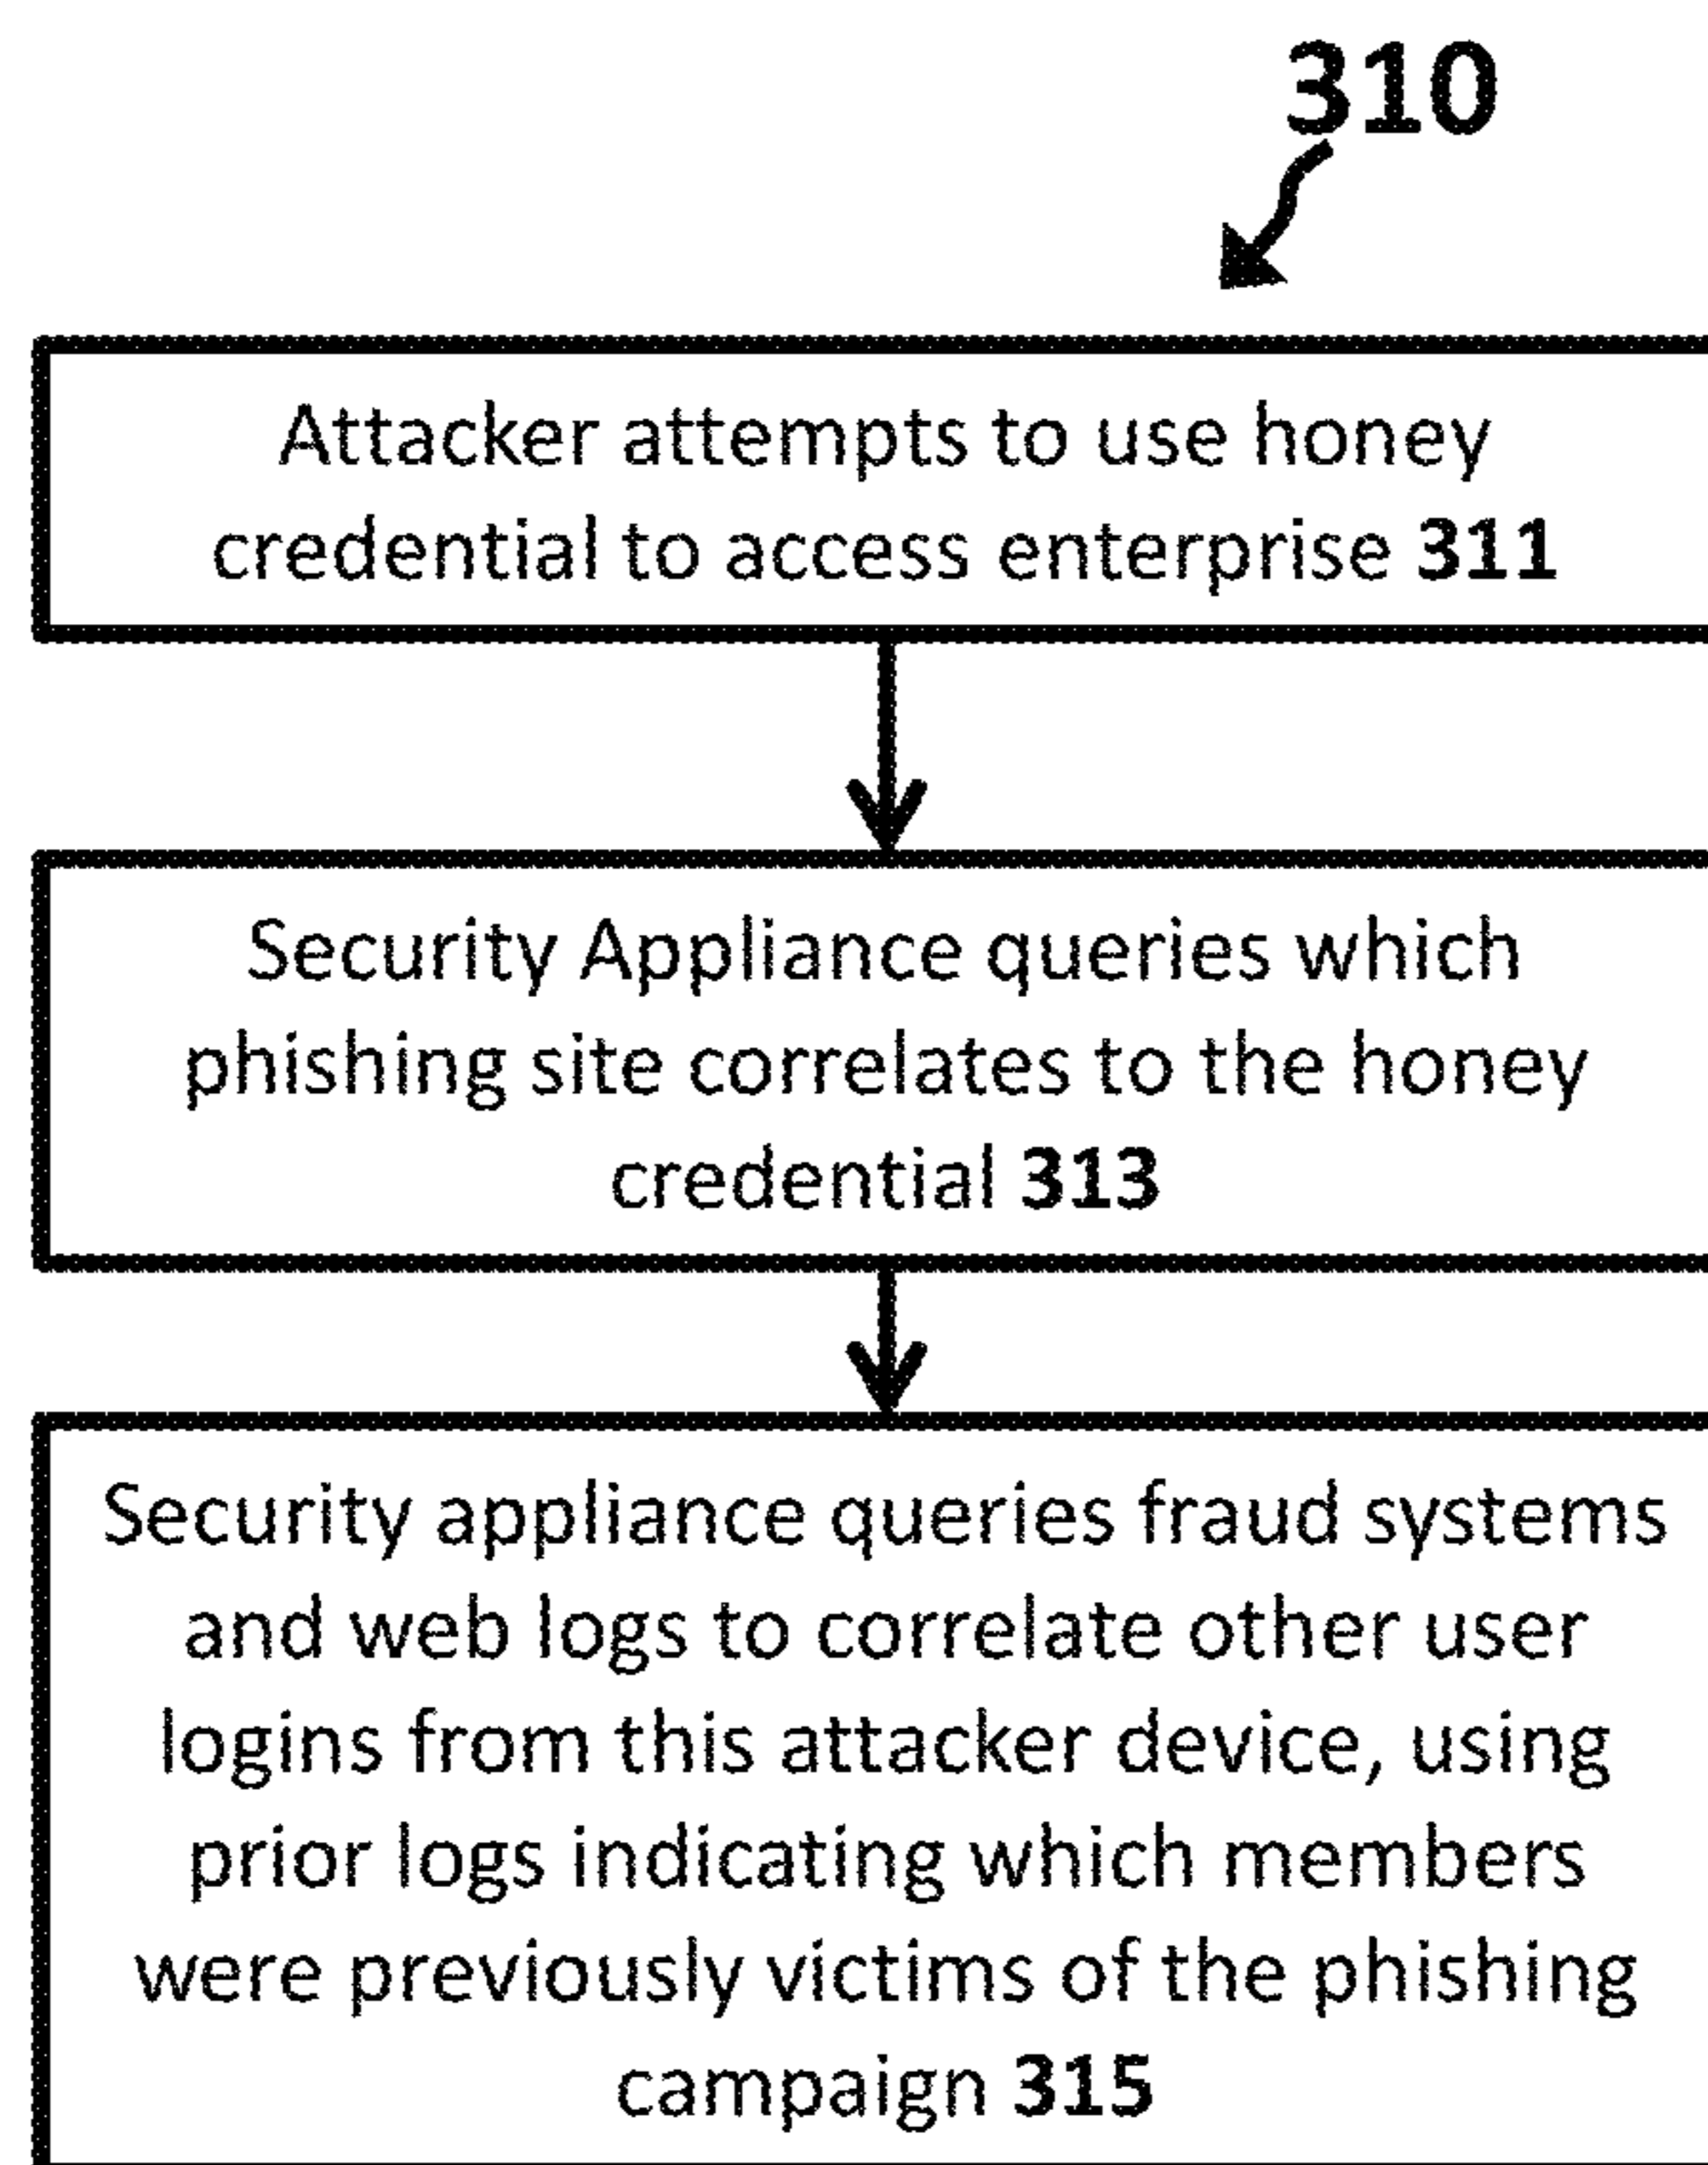 310
Attacker attempts to use honey
credential to access enterprise 311
Security Appliance queries which
phishing site correlates to the honey
credential 313
Security appliance queries fraud systems
and web logs to correlate other user
logins from this attacker device, using
prior logs indicating which members
were previously victims of the phishing
campaign 315